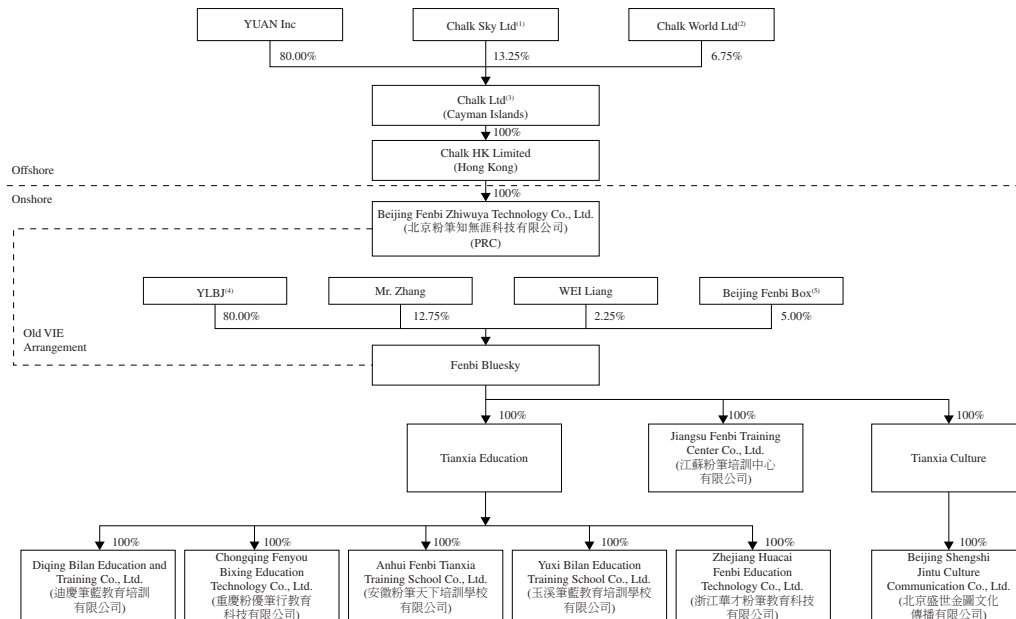 YUAN Inc
Chalk Sky Ltd(1)
Chalk World Ltd(2)
80.00%
13.25%
6.75%
Chalk Ltd(3)
(Cayman Islands)
100%
Chalk HK Limited
(Hong Kong)
Offshore
Onshore
100%
Beijing Fenbi Zhiwuya Technology Co., Ltd.
(北京粉筆知無涯科技有限公司)
(PRC)
YLBJ(4)
Mr. Zhang
WEI Liang
Beijing Fenbi Box(5)
80.00%
12.75%
2.25%
5.00%
Old VIE
Arrangement
Fenbi Bluesky
100%
100%
100%
Tianxia Education
Jiangsu Fenbi Training
Center Co., Ltd.
(江蘇粉筆培訓中心
有限公司)
Tianxia Culture
100%
100%
100%
100%
100%
100%
Diqing Bilan Education and
Training Co., Ltd.
(迪慶筆藍教育培訓
有限公司)
Chongqing Fenyou
Bixing Education
Technology Co., Ltd.
(重慶粉優筆行教育
科技有限公司)
Anhui Fenbi Tianxia
Training School Co., Ltd.
(安徽粉筆天下培訓學校
有限公司)
Yuxi Bilan Education
Training School Co., Ltd.
(玉溪筆藍教育培訓學校
有限公司)
Zhejiang Huacai
Fenbi Education
Technology Co., Ltd.
(浙江華才粉筆教育科技
有限公司)
Beijing Shengshi
Jintu Culture
Communication Co., Ltd.
(北京盛世金圖文化
傳播有限公司)